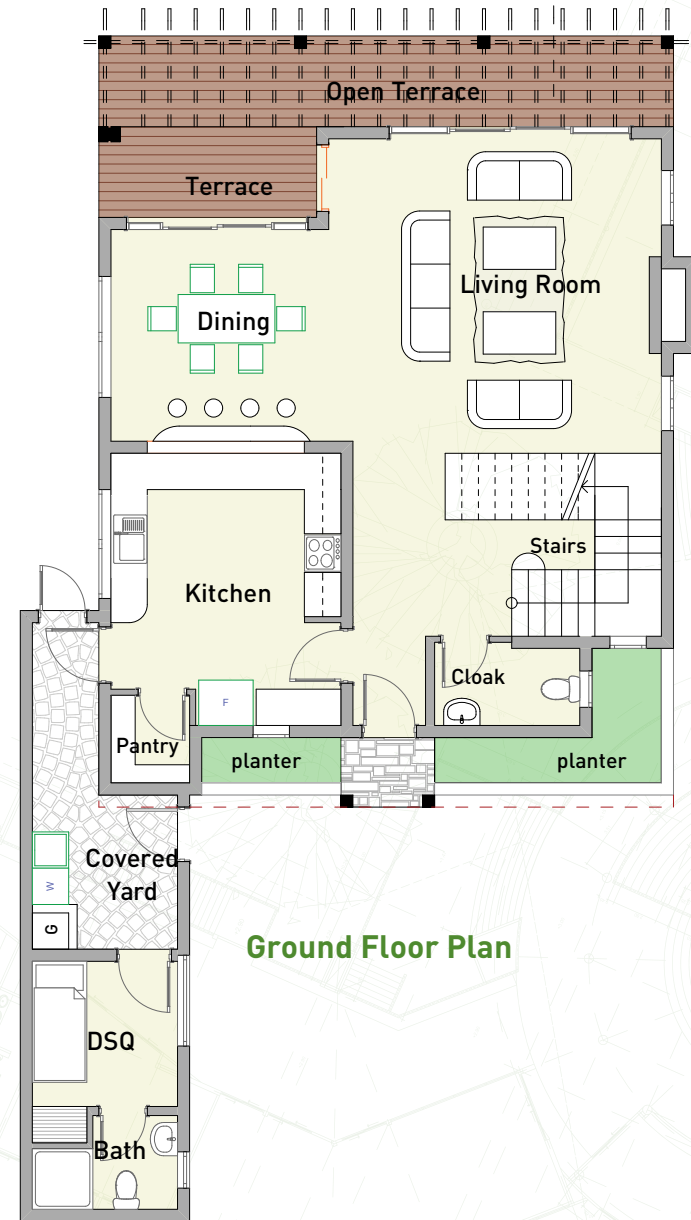 Open Terrace
Terrace
Living Room
Dining
Stairs
Kitchen
Cloak
F
Pantry
planter
planter
Covered
Yard
W
G
Ground Floor Plan
DSQ
Bath